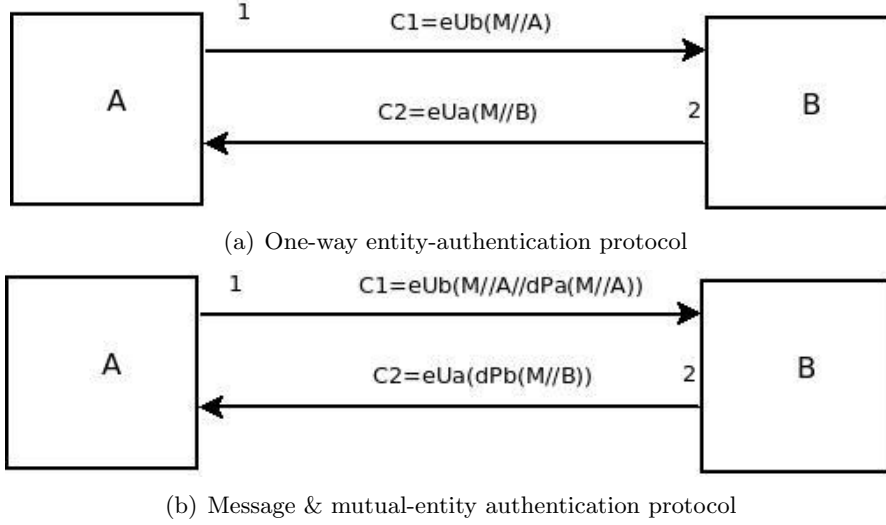 1
C1=eUb(M//A)
A
B
C2=eUa(M//B)
2
(a) One-way entity-authentication protocol
1
C1=eUb(M//A//dPa(M//A))
A
B
C2=eUa(dPb(M//B))
2
(b) Message & mutual-entity authentication protocol